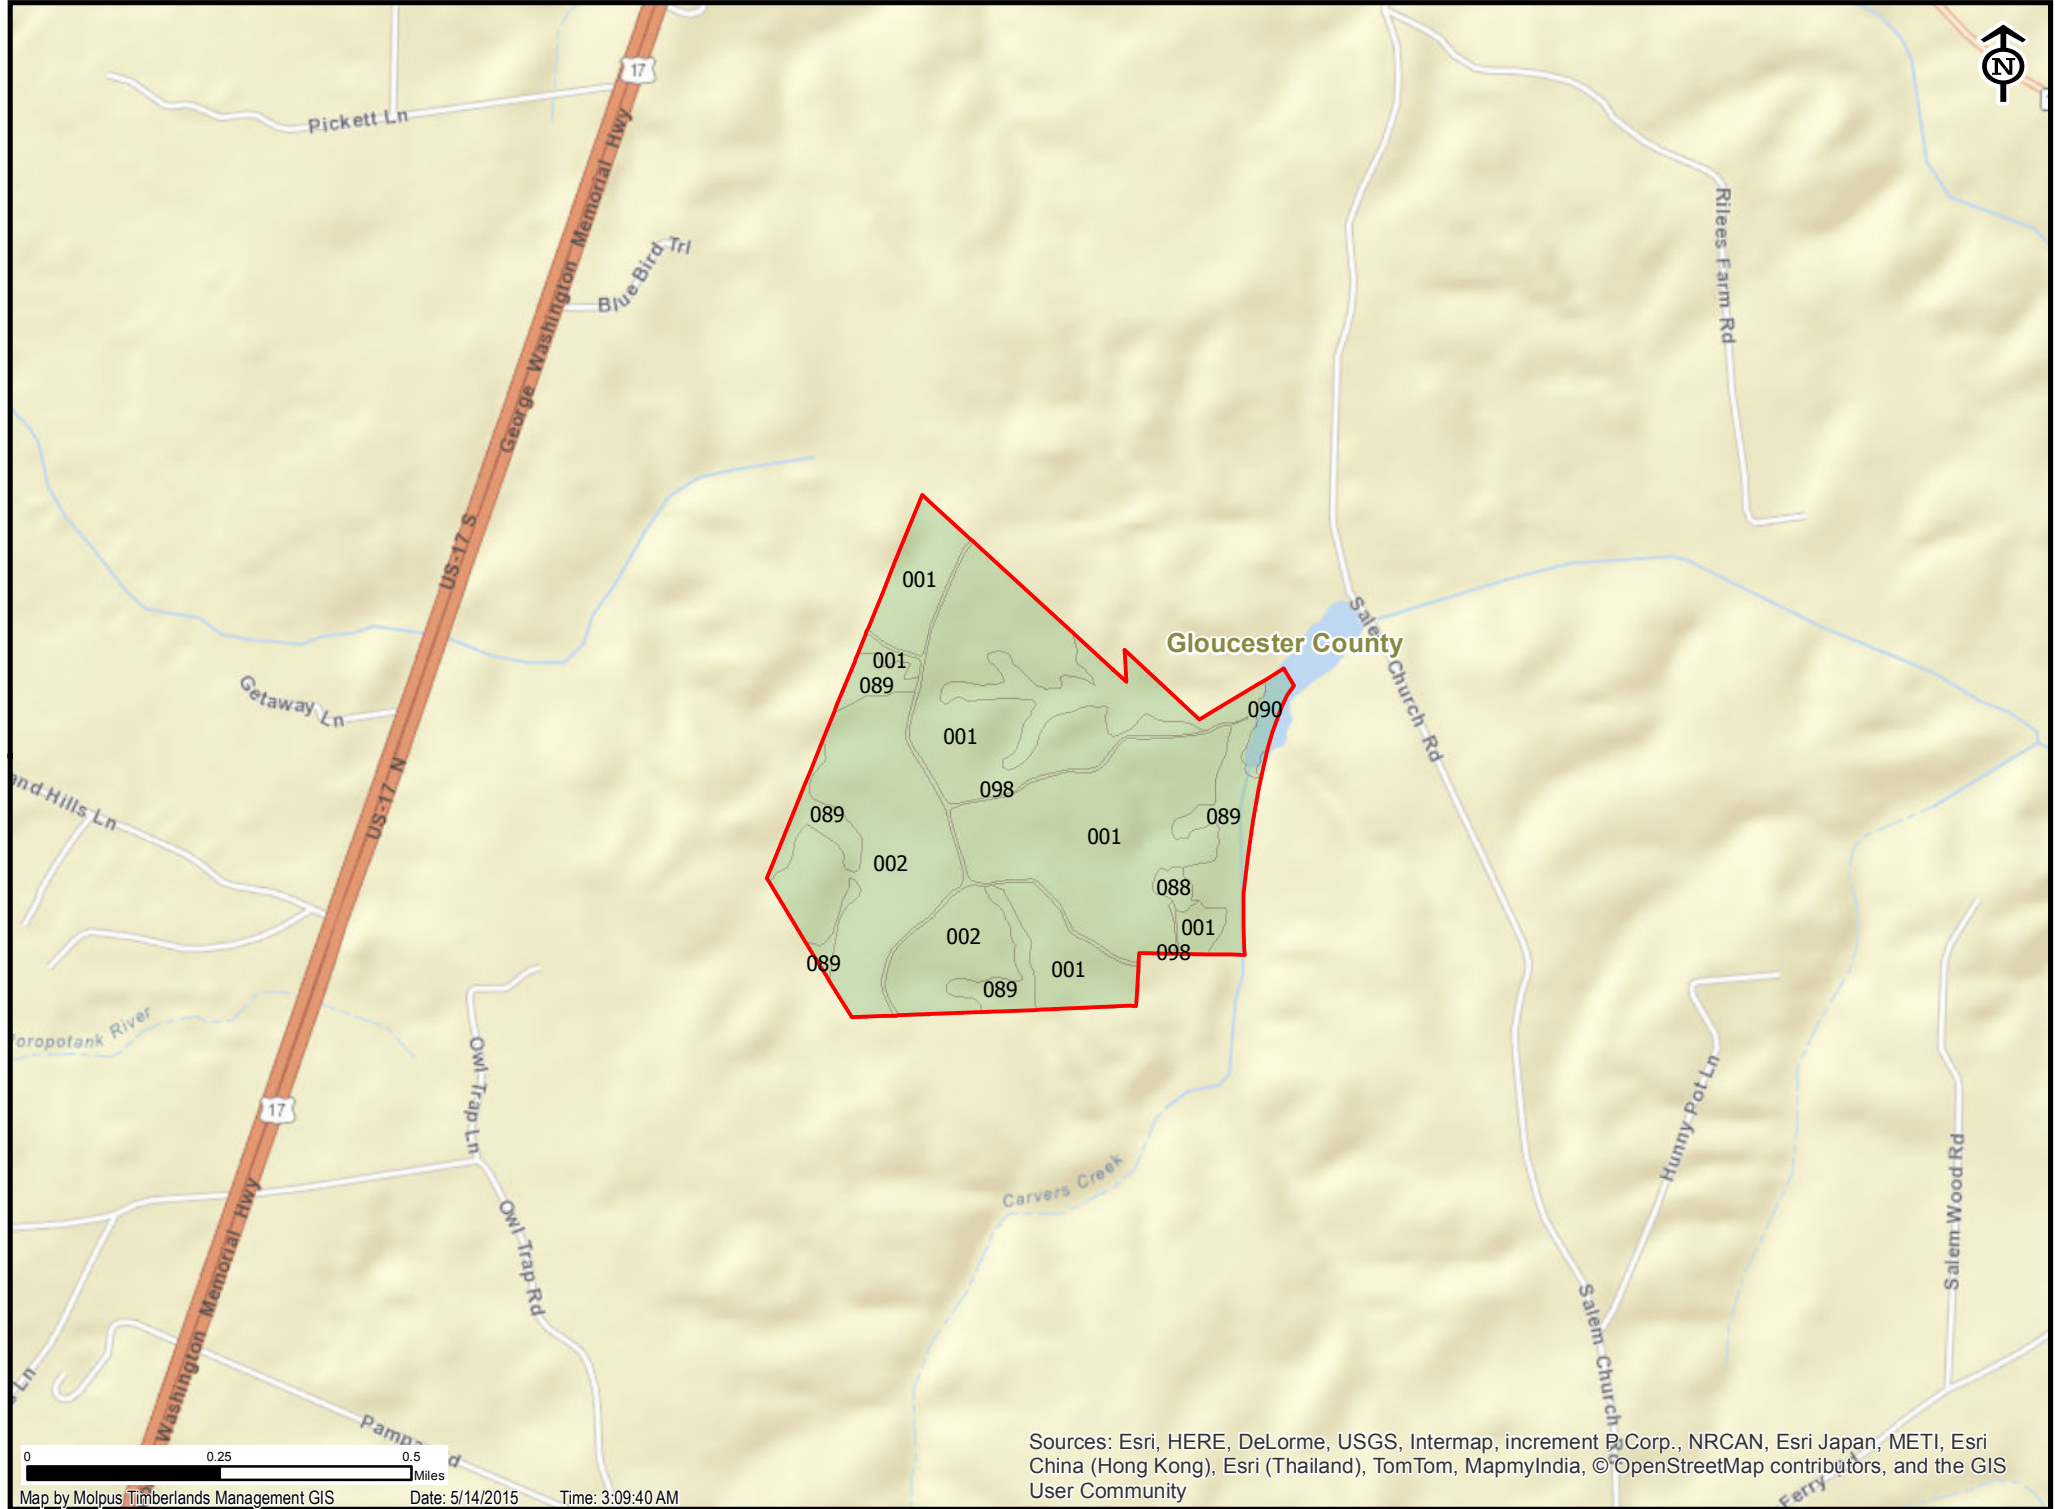 N
17
Pickett Ln
George Washington Memorial Hwy
Blue Bird Trl
Rilees Farm Rd
US-17 S
001
Gloucester County
Salem Church Rd
001
089
Getaway Ln
090
001
US-17 N
098
089
089
001
002
088
001
002
098
089
001
089
River
Owl Trap Ln
Hunny Pot Ln
17
Carvers Creek
Salem Wood Rd
Washington Memorial Hwy
Owl Trap Rd
Salem Church Rd
Ln
Ferry
0 0.25 0.5
Miles
Sources: Esri, HERE, DeLorme, USGS, Intermap, increment P Corp., NRCAN, Esri Japan, METI, Esri
China (Hong Kong), Esri (Thailand), TomTom, MapmyIndia, © OpenStreetMap contributors, and the GIS
User Community
Map by Molpus Timberlands Management GIS Date: 5/14/2015 Time: 3:09:40 AM